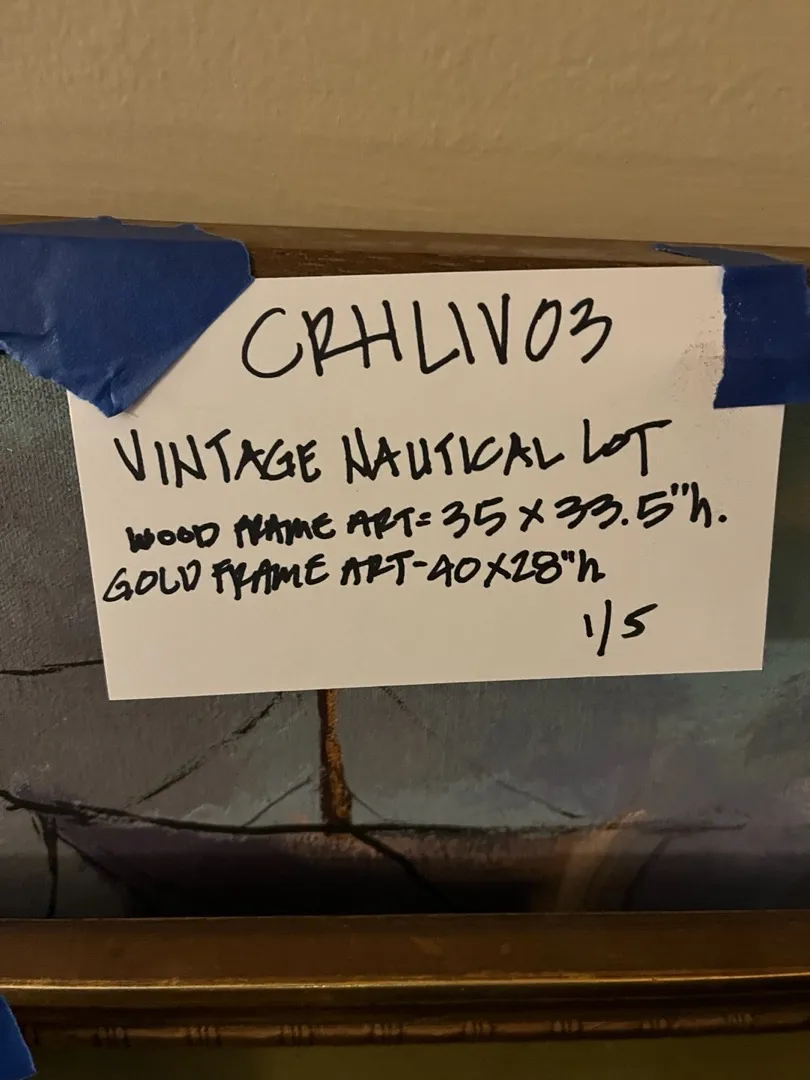 CRHLIV03
VINTAGE NAUTICAL LOT
WOOD FRAME ART= 35 X 33.5"h.
GOLD FRAME ART-40X28"h
1/5